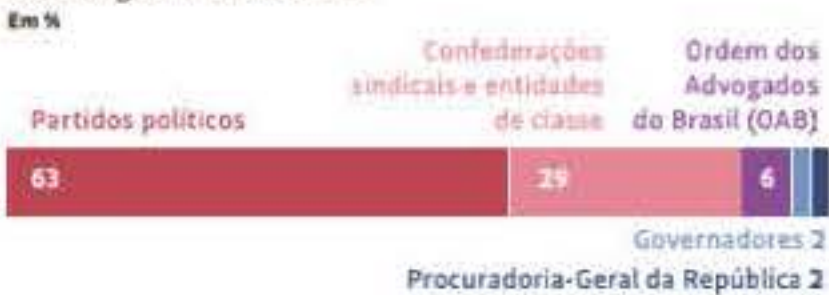 Em %
Partidos políticos
Confederações
sindicais e entidades
de classe
Ordem dos
Advogados
do Brasil (OAB)
63
29
6
Governadores 2
Procuradoria-Geral da República 2